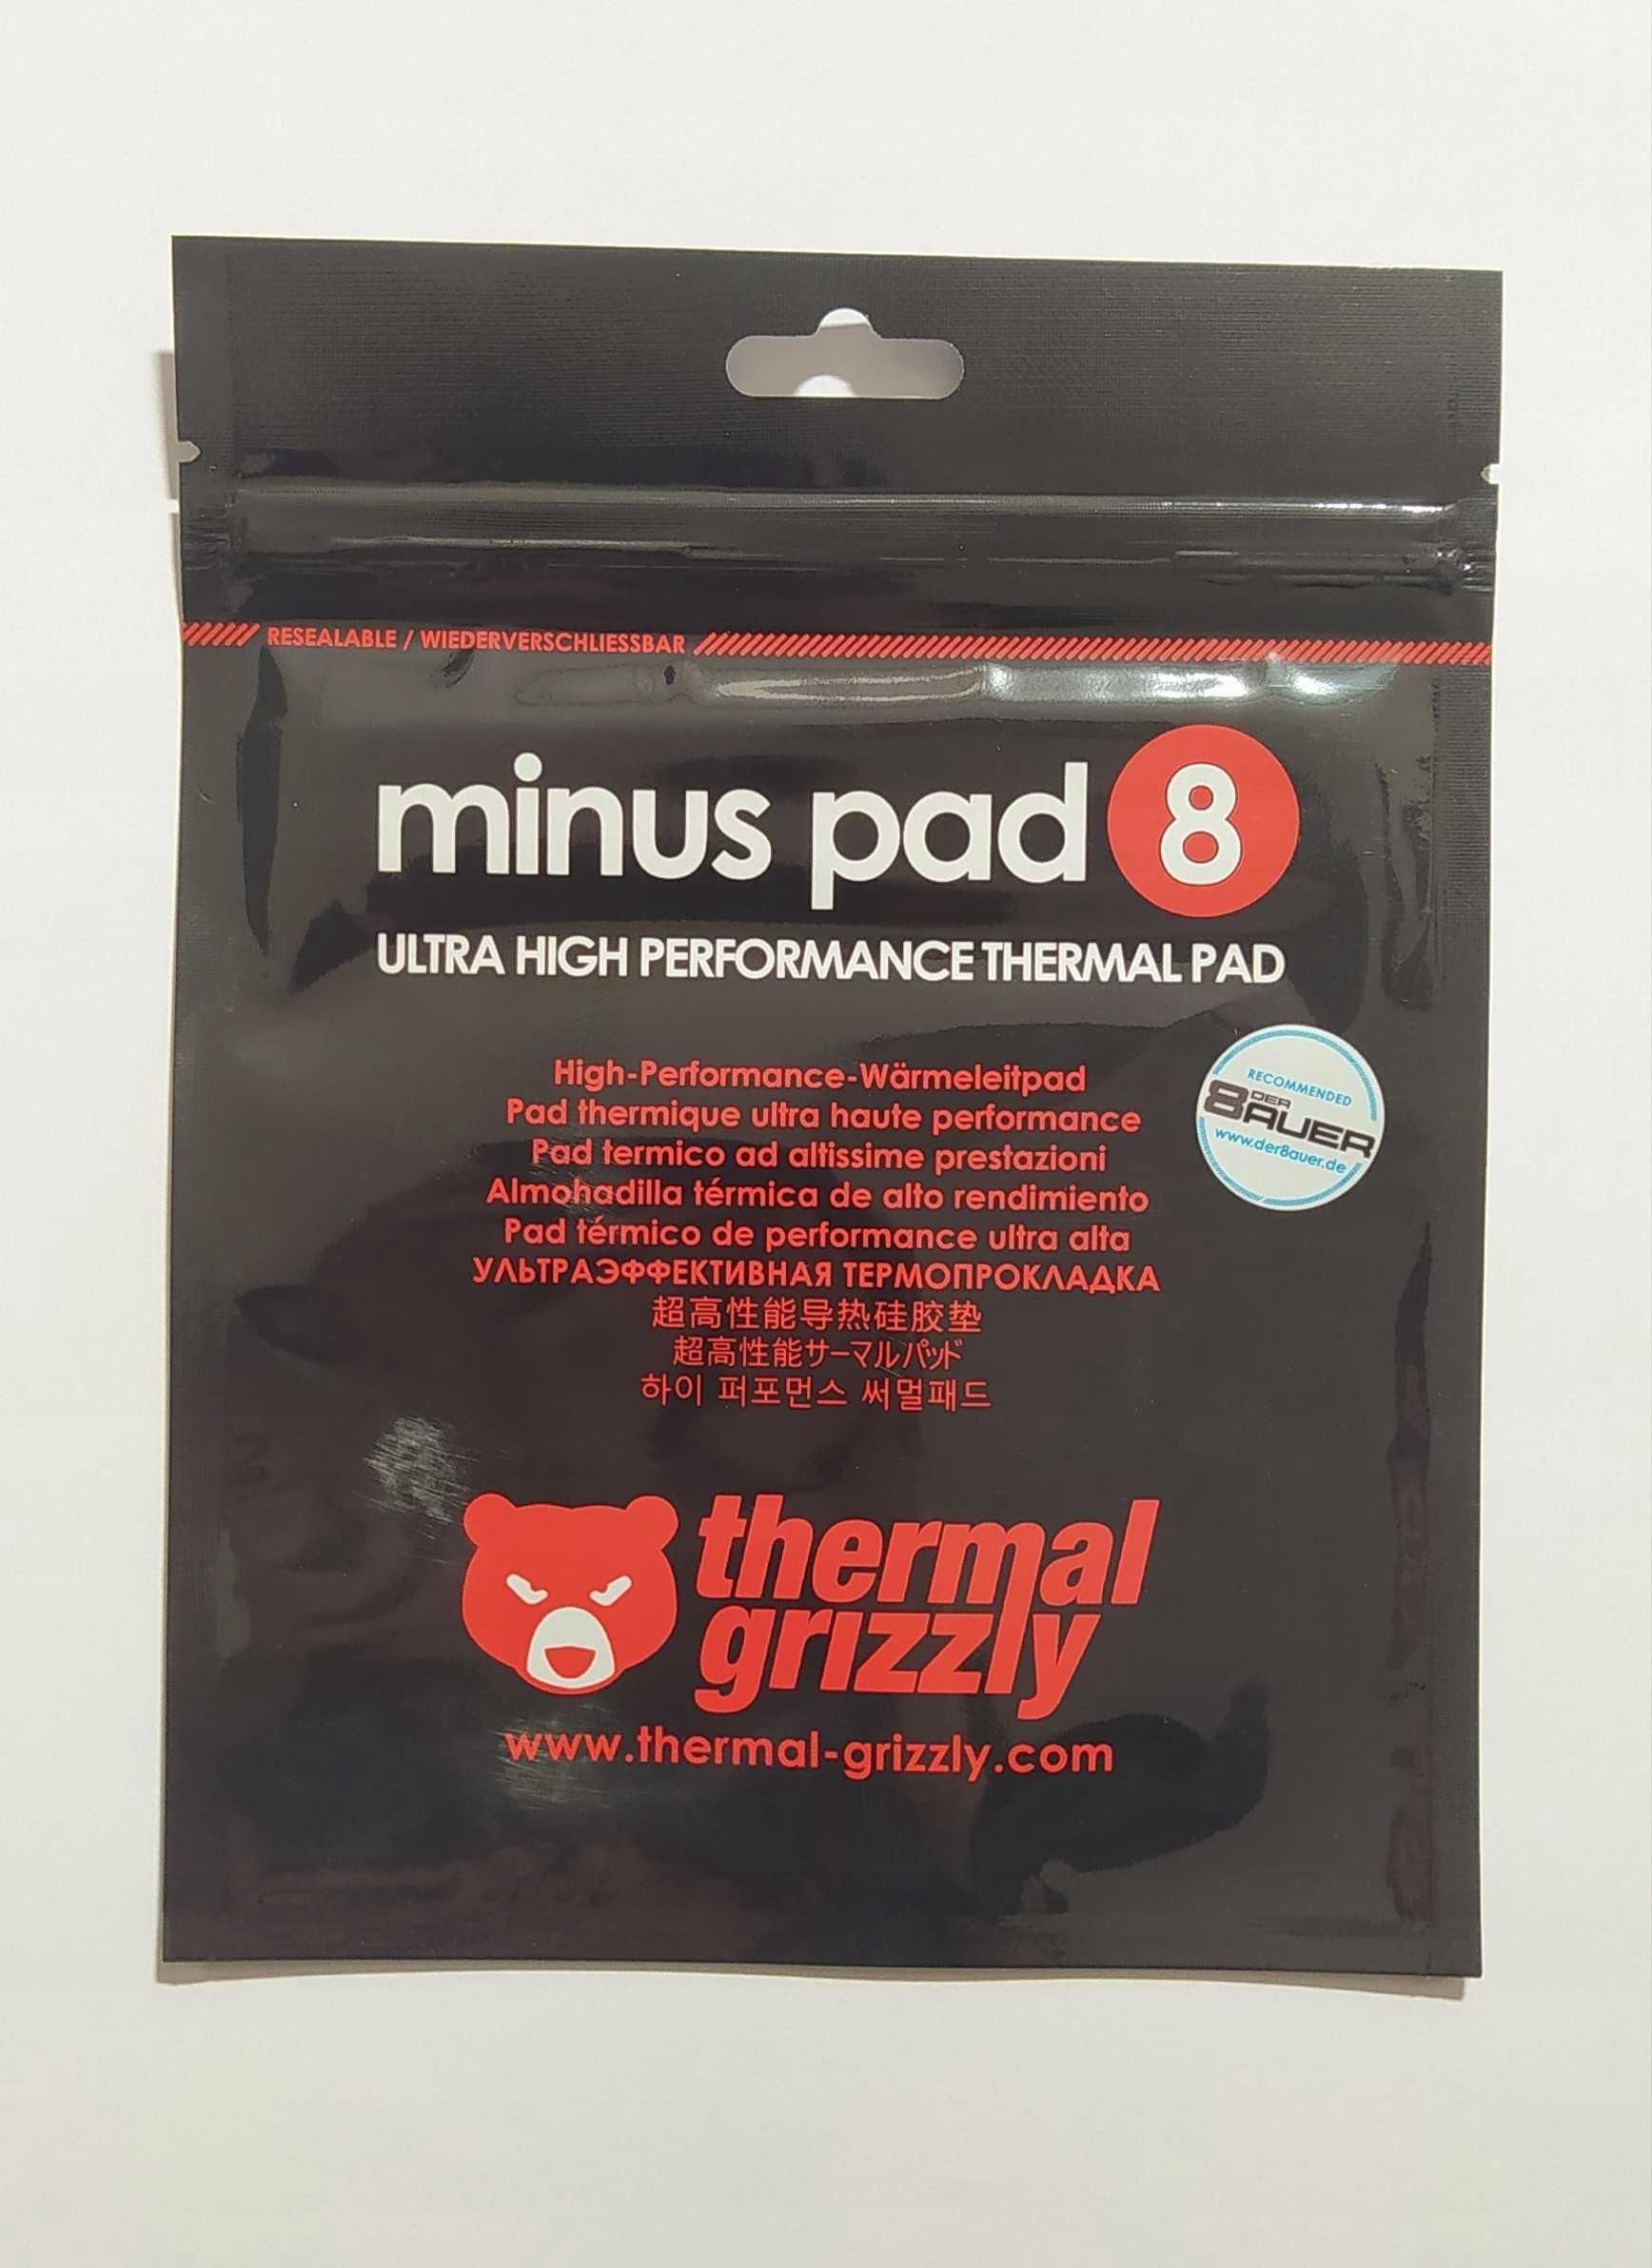 RESEALABLE / WIEDERVERSCHLIESSBAR
minus pad 8
ULTRA HIGH PERFORMANCE THERMAL PAD
High-Performance-Wärmeleitpad
Pad thermique ultra haute performance
Pad termico ad altissime prestazioni
Almohadilla térmica de alto rendimiento
Pad térmico de performance ultra alta
УЛЬТРАЭФФЕКТИВНАЯ ТЕРМОПРОКЛАДКА
超高性能导热硅胶垫
超高性能サーマルパッド
하이 퍼포먼스 써멀패드
RECOMMENDED
DER
8AUER
www.der8auer.de
thermal
grizzly
www.thermal-grizzly.com